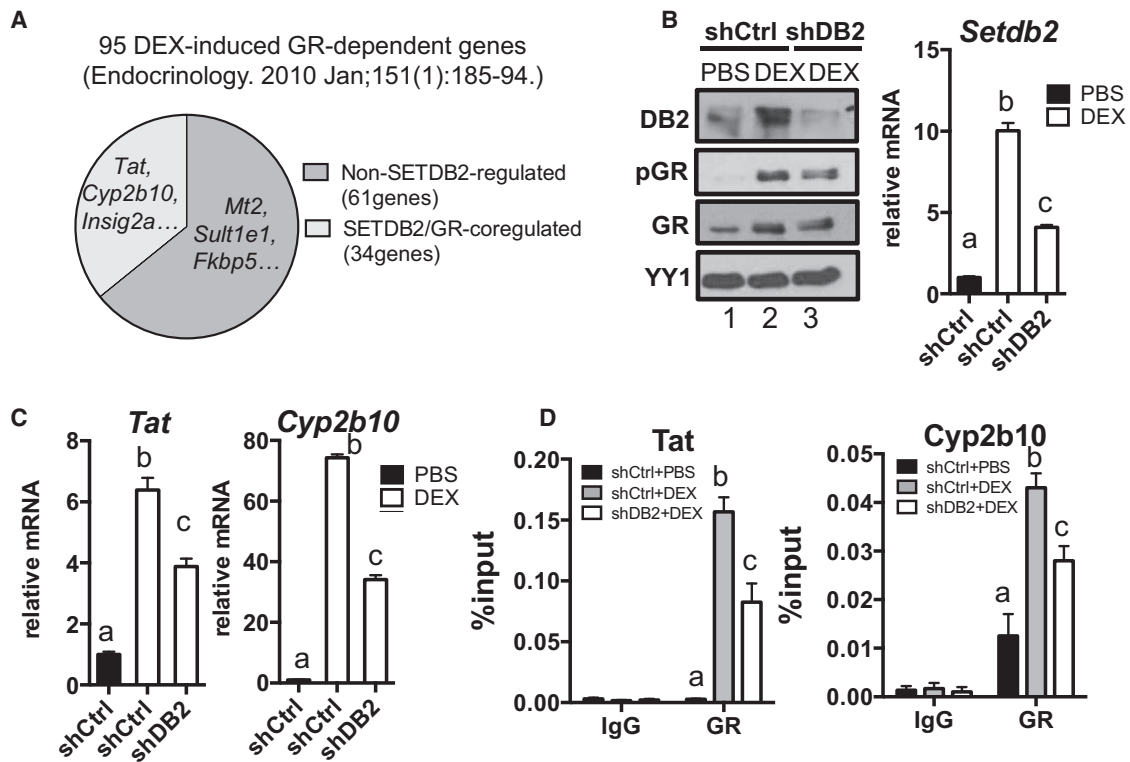 A
95 DEX-induced GR-dependent genes
(Endocrinology. 2010 Jan;151(1):185-94.)
Tat,
Cyp2b10,
Insig2a…
Mt2,
Sult1e1,
Fkbp5…
Non-SETDB2-regulated
(61genes)
SETDB2/GR-coregulated
(34genes)
B
shCtrl shDB2
PBS DEX DEX
DB2
pGR
GR
YY1
1 2 3
Setdb2
relative mRNA
15
10
5
0
a
b
c
PBS
DEX
shCtrl
shCtrl
shDB2
C
Tat
relative mRNA
8
6
4
2
0
a
b
c
shCtrl
shCtrl
shDB2
Cyp2b10
relative mRNA
80
60
40
20
0
a
b
c
PBS
DEX
shCtrl
shCtrl
shDB2
D
Tat
%input
0.20
0.15
0.10
0.05
0.00
shCtrl+PBS
shCtrl+DEX
shDB2+DEX
a
b
c
IgG
GR
Cyp2b10
%input
0.05
0.04
0.03
0.02
0.01
0.00
shCtrl+PBS
shCtrl+DEX
shDB2+DEX
a
b
c
IgG
GR